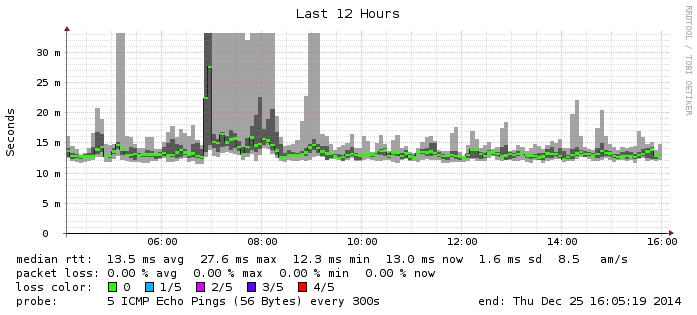 Last 12 Hours
RRDTOOL / TOBI OETIKER
Seconds
30 m
25 m
20 m
15 m
10 m
5 m
0
06:00 08:00 10:00 12:00 14:00 16:00
median rtt: 13.5 ms avg 27.6 ms max 12.3 ms min 13.0 ms now 1.6 ms sd 8.5 am/s
packet loss: 0.00 % avg 0.00 % max 0.00 % min 0.00 % now
loss color: 0 1/5 2/5 3/5 4/5
probe: 5 ICMP Echo Pings (56 Bytes) every 300s end: Thu Dec 25 16:05:19 2014